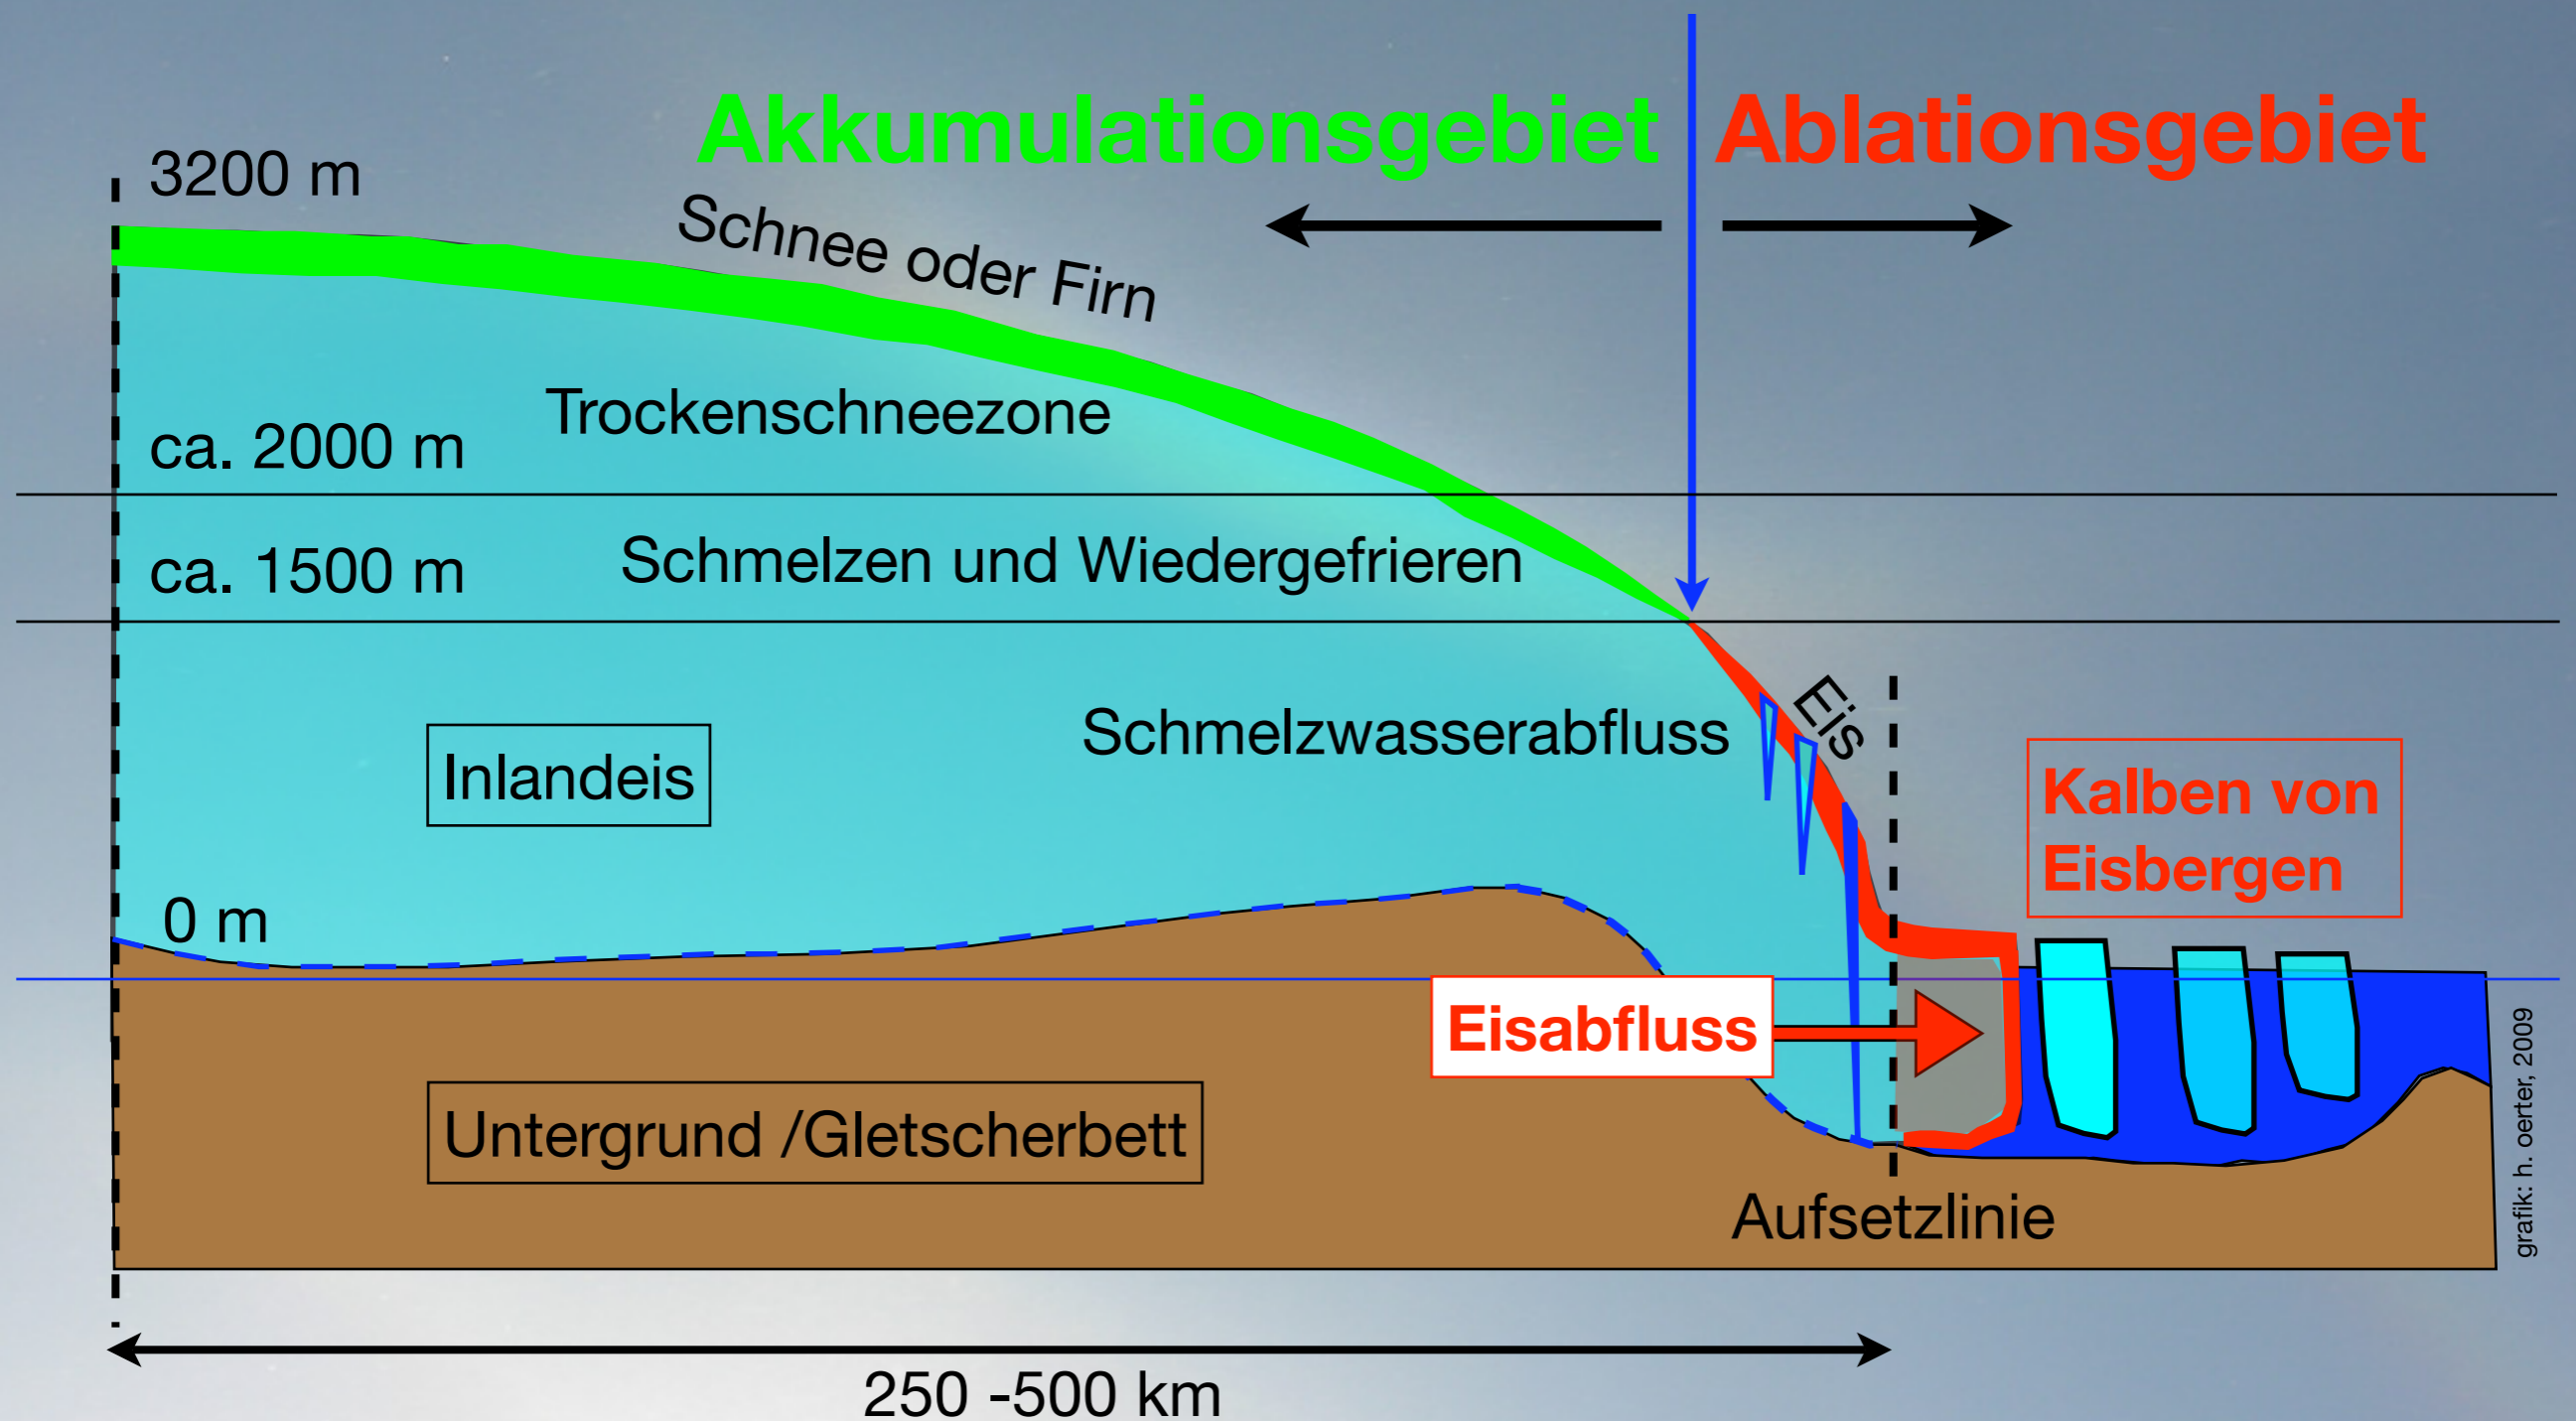 Akkumulationsgebiet
Ablationsgebiet
3200 m
Schnee oder Firn
Trockenschneezone
ca. 2000 m
Schmelzen und Wiedergefrieren
ca. 1500 m
Eis
Schmelzwasserabfluss
Inlandeis
Kalben von
Eisbergen
0 m
Eisabfluss
Untergrund /Gletscherbett
Aufsetzlinie
grafik: h. oerter, 2009
250 -500 km